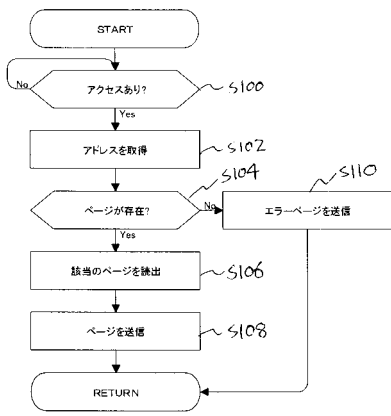 START
アクセスあり?
No
S100
Yes
アドレスを取得
S102
S104
ページが存在?
No
S110
エラーページを送信
Yes
該当のページを読出
S106
ページを送信
S108
RETURN